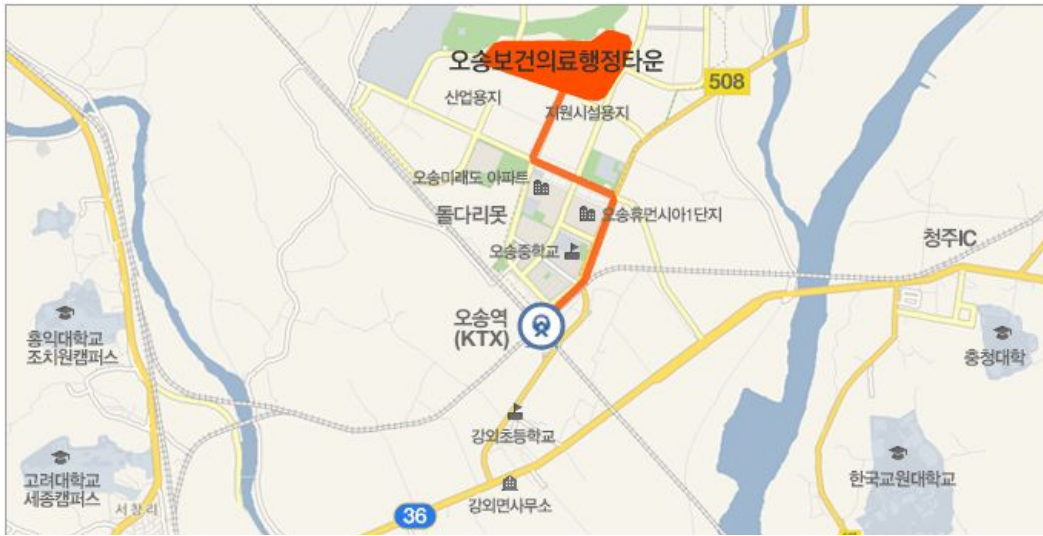 오송보건의료행정타운
508
산업용지
지원시설용지
오송미래도 아파트
돌다리못
오송휴먼시아1단지
오송중학교
청주IC
오송역
(KTX)
홍익대학교
조치원캠퍼스
충청대학
강외초등학교
고려대학교
세종캠퍼스
한국교원대학교
서창리
강외면사무소
36